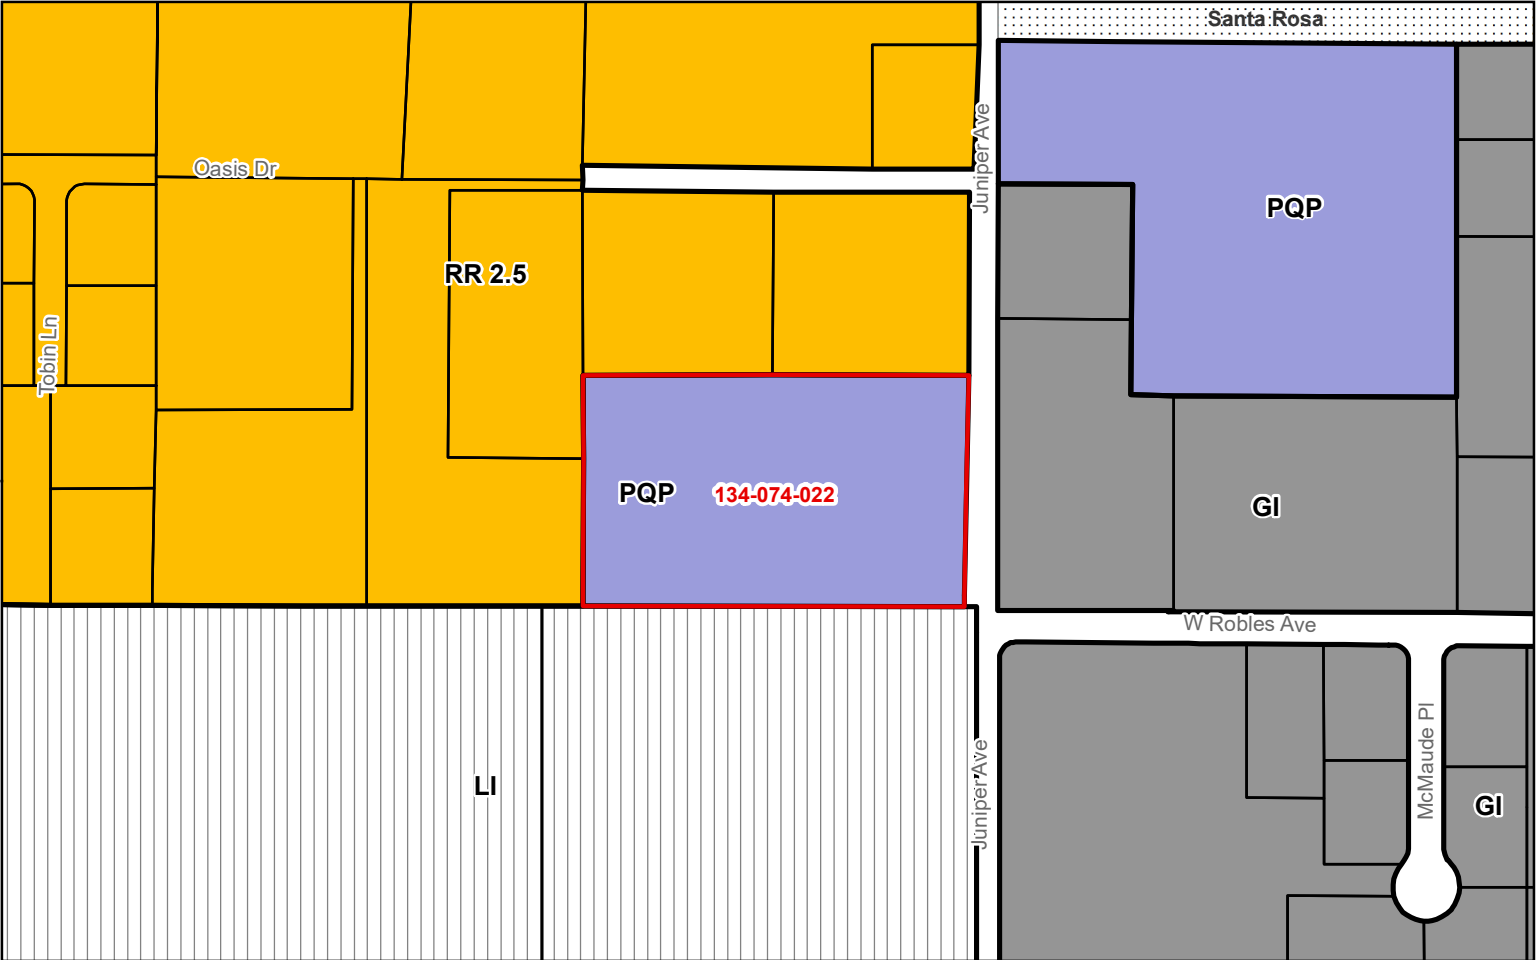 Santa Rosa
Oasis Dr
Juniper Ave
PQP
RR 2.5
Tobin Ln
PQP
134-074-022
GI
W Robles Ave
LI
Juniper Ave
McMaude Pl
GI